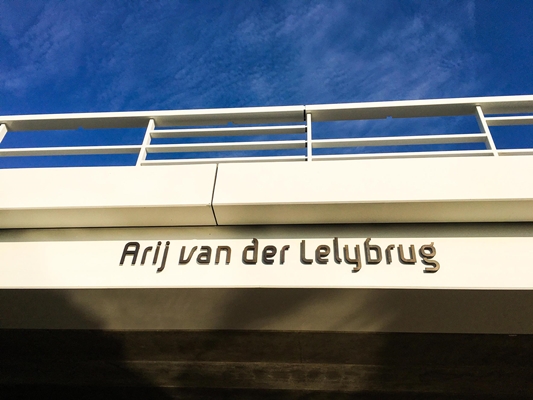 Arij van der Lelybrug